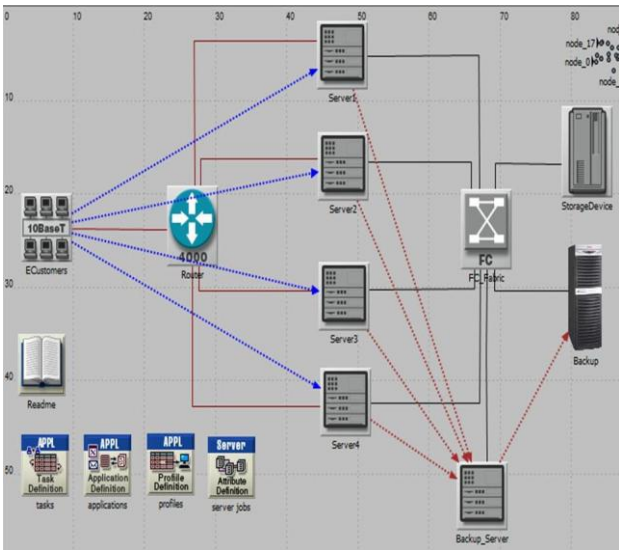 0 10 20 30 40 50 60 70 80
node_17
node_0
node_
Server1
10
Server2
StorageDevice
20
10BaseT
4000
ECustomers
Router
FC
FC_Fabric
30
Server3
Backup
Readme
40
Server4
APPL
Task
Definition
tasks
APPL
Application
Definition
applications
APPL
Profile
Definition
profiles
Server
Attribute
Definition
server jobs
50
Backup_Server